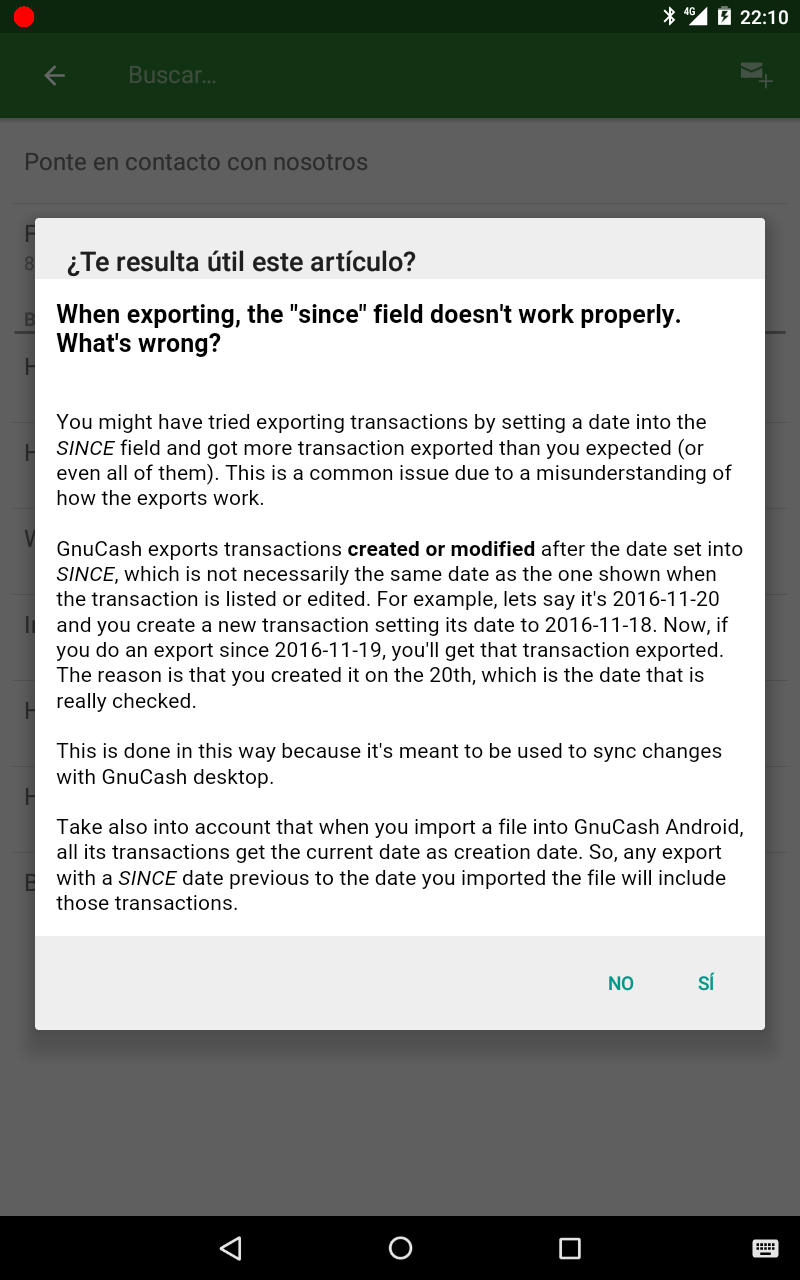 4G 22:10
Buscar…
Ponte en contacto con nosotros
¿Te resulta útil este artículo?
When exporting, the "since" field doesn't work properly.
What's wrong?
You might have tried exporting transactions by setting a date into the
SINCE field and got more transaction exported than you expected (or
even all of them). This is a common issue due to a misunderstanding of
how the exports work.
GnuCash exports transactions created or modified after the date set into
SINCE, which is not necessarily the same date as the one shown when
the transaction is listed or edited. For example, lets say it's 2016-11-20
and you create a new transaction setting its date to 2016-11-18. Now, if
you do an export since 2016-11-19, you'll get that transaction exported.
The reason is that you created it on the 20th, which is the date that is
really checked.
This is done in this way because it's meant to be used to sync changes
with GnuCash desktop.
Take also into account that when you import a file into GnuCash Android,
all its transactions get the current date as creation date. So, any export
with a SINCE date previous to the date you imported the file will include
those transactions.
NO SÍ